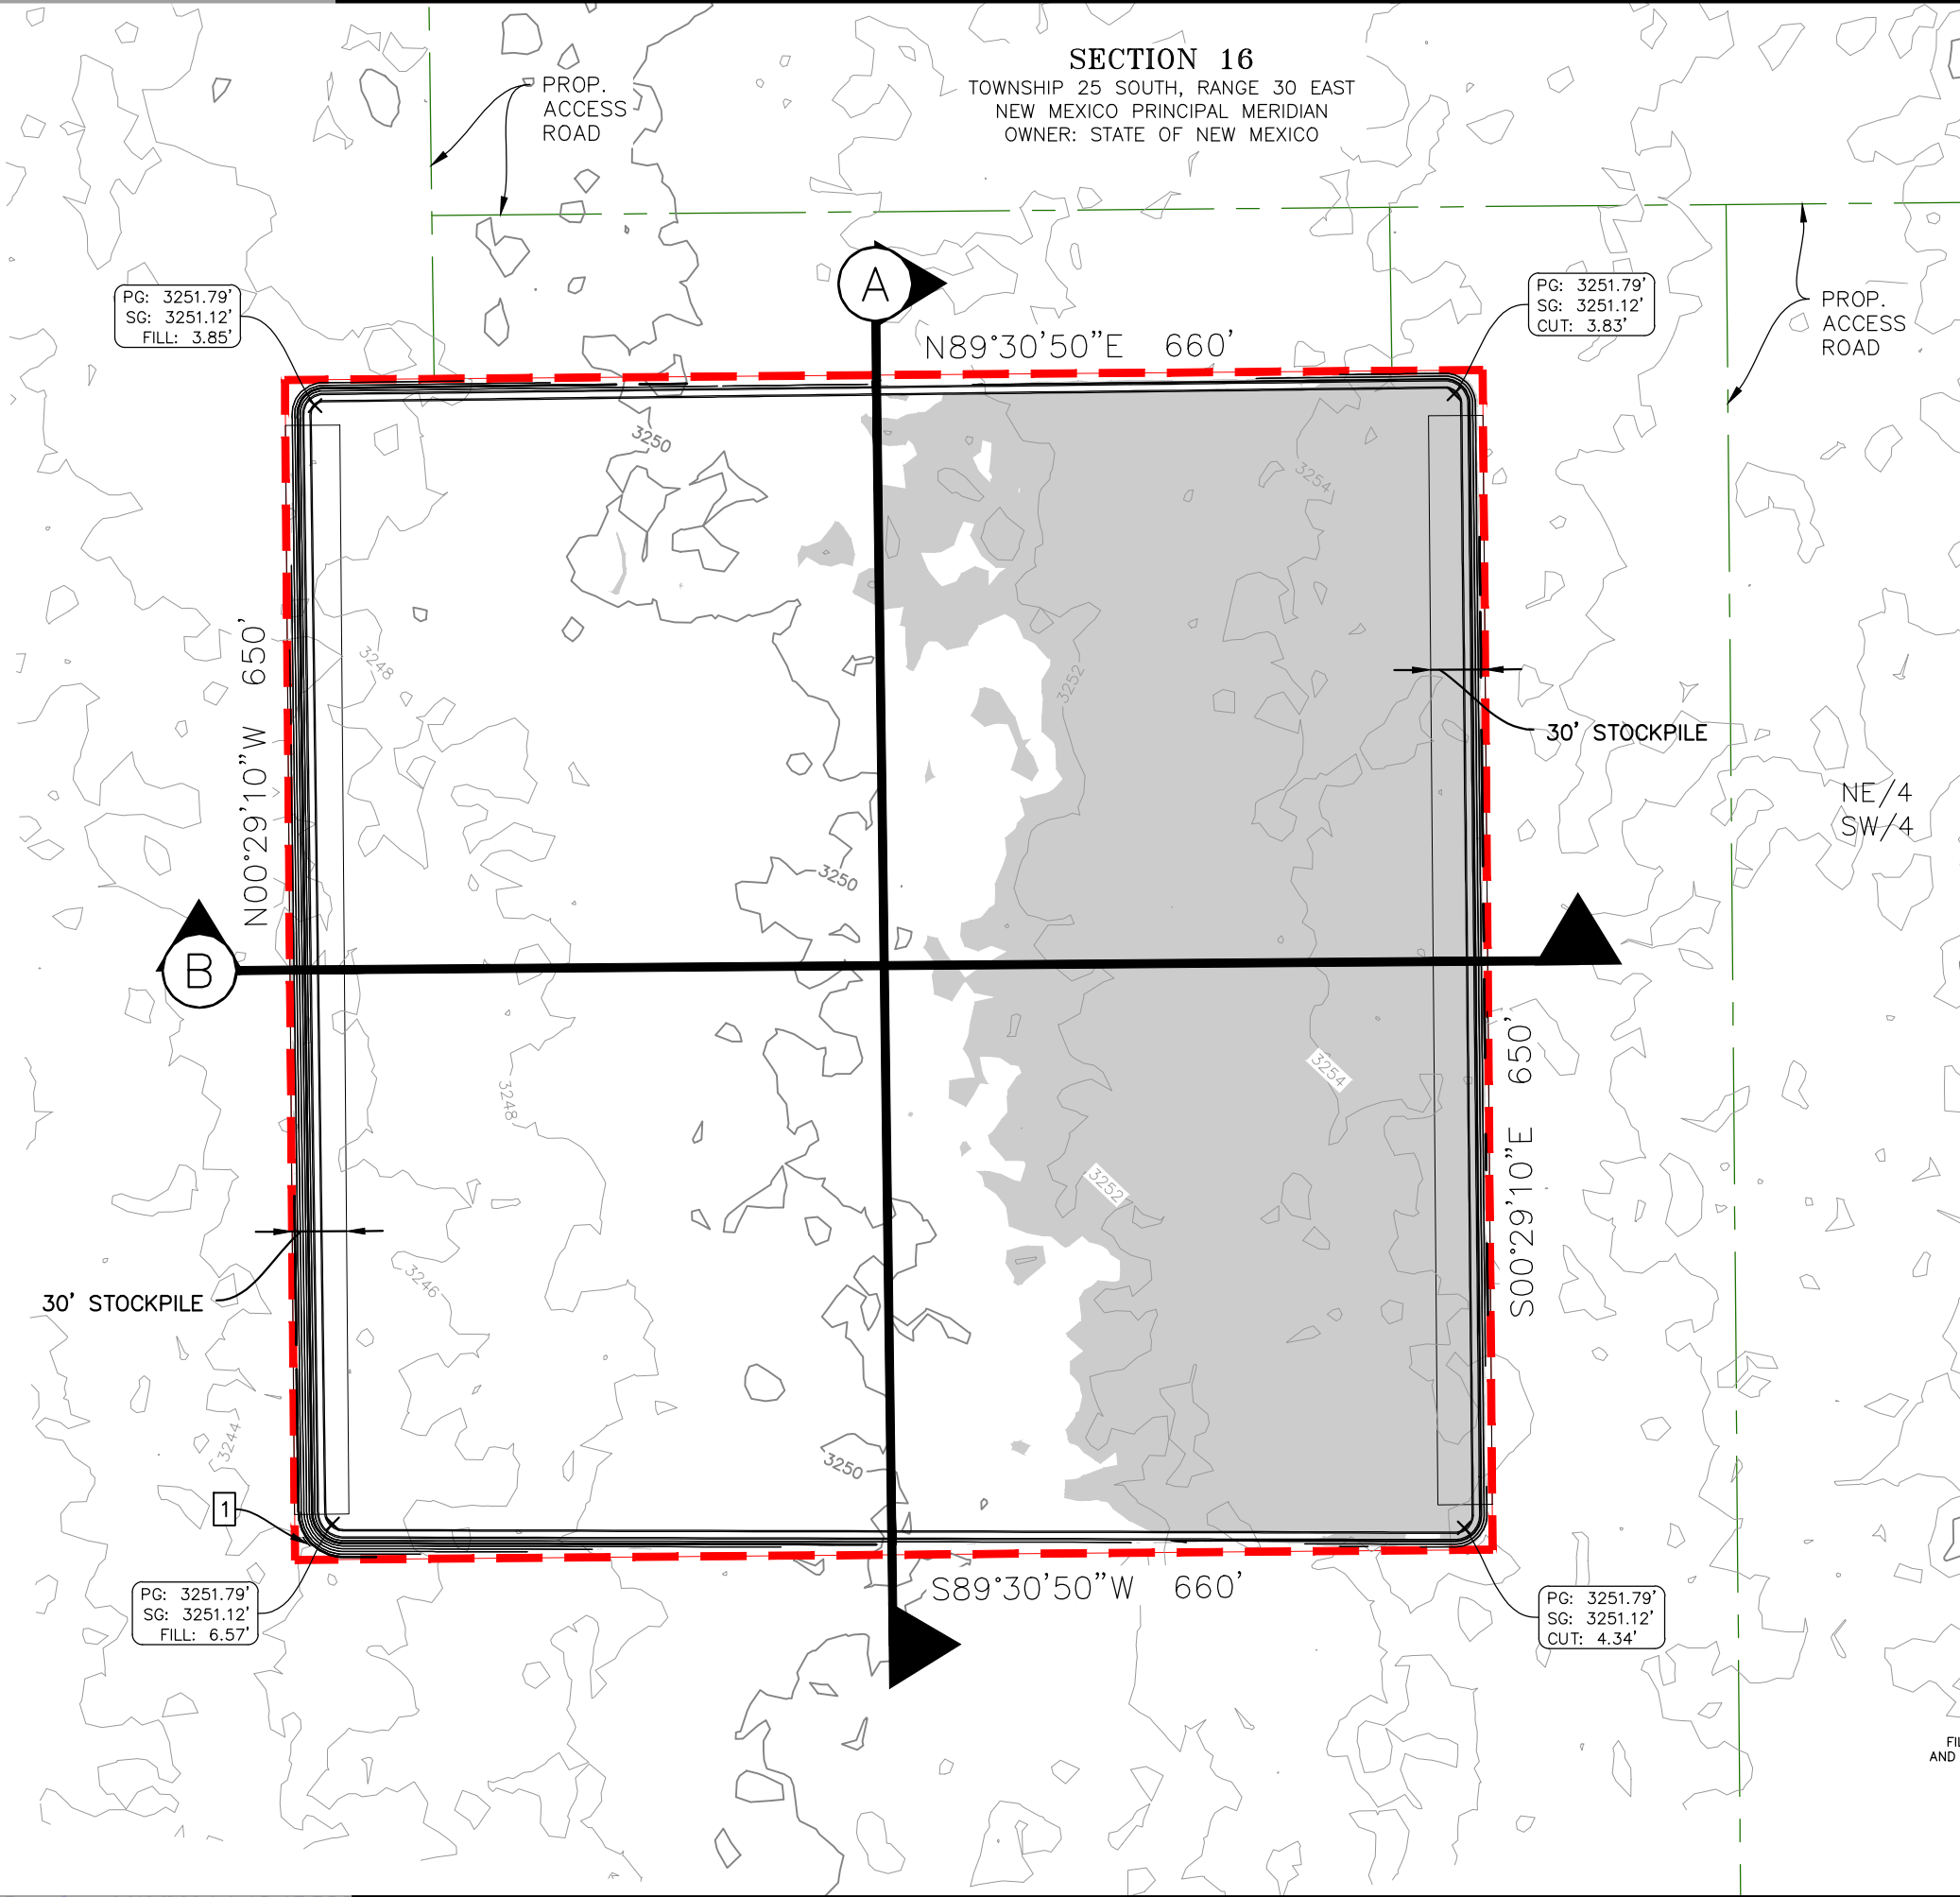 SECTION 16
TOWNSHIP 25 SOUTH, RANGE 30 EAST
NEW MEXICO PRINCIPAL MERIDIAN
OWNER: STATE OF NEW MEXICO
PROP.
ACCESS
ROAD
A
PG: 3251.79'
SG: 3251.12'
FILL: 3.85'
PG: 3251.79'
SG: 3251.12'
CUT: 3.83'
PROP.
ACCESS
ROAD
N89°30'50"E 660'
3250
3254
N00°29'10"W 650'
3248
3252
30' STOCKPILE
NE/4
SW/4
3250
B
3248
3254
S00°29'10"E 650'
3252
3246
30' STOCKPILE
3244
3250
1
PG: 3251.79'
SG: 3251.12'
FILL: 6.57'
S89°30'50"W 660'
PG: 3251.79'
SG: 3251.12'
CUT: 4.34'
AND